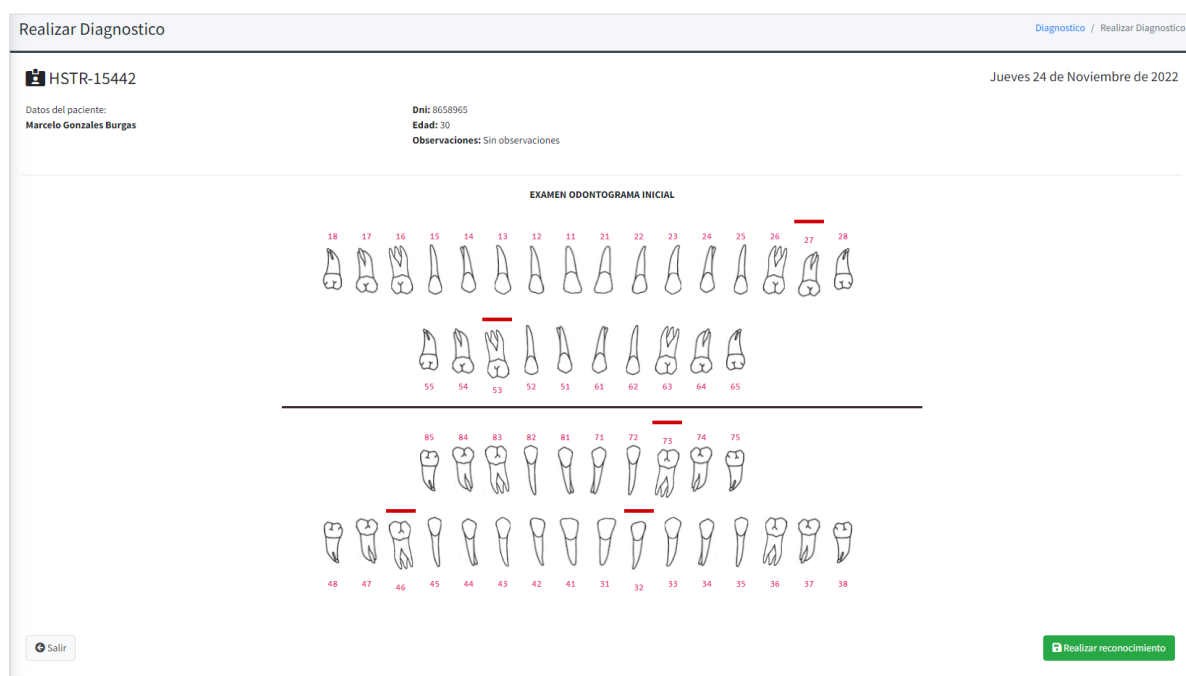 Realizar Diagnostico
Diagnostico / Realizar Diagnostico
HSTR-15442
Jueves 24 de Noviembre de 2022
Datos del paciente:
Marcelo Gonzales Burgas
Dni: 8658965
Edad: 30
Observaciones: Sin observaciones
EXAMEN ODONTOGRAMA INICIAL
18 17 16 15 14 13 12 11 21 22 23 24 25 26 27 28
55 54 53 52 51 61 62 63 64 65
85 84 83 82 81 71 72 73 74 75
48 47 46 45 44 43 42 41 31 32 33 34 35 36 37 38
Salir
Realizar reconocimiento